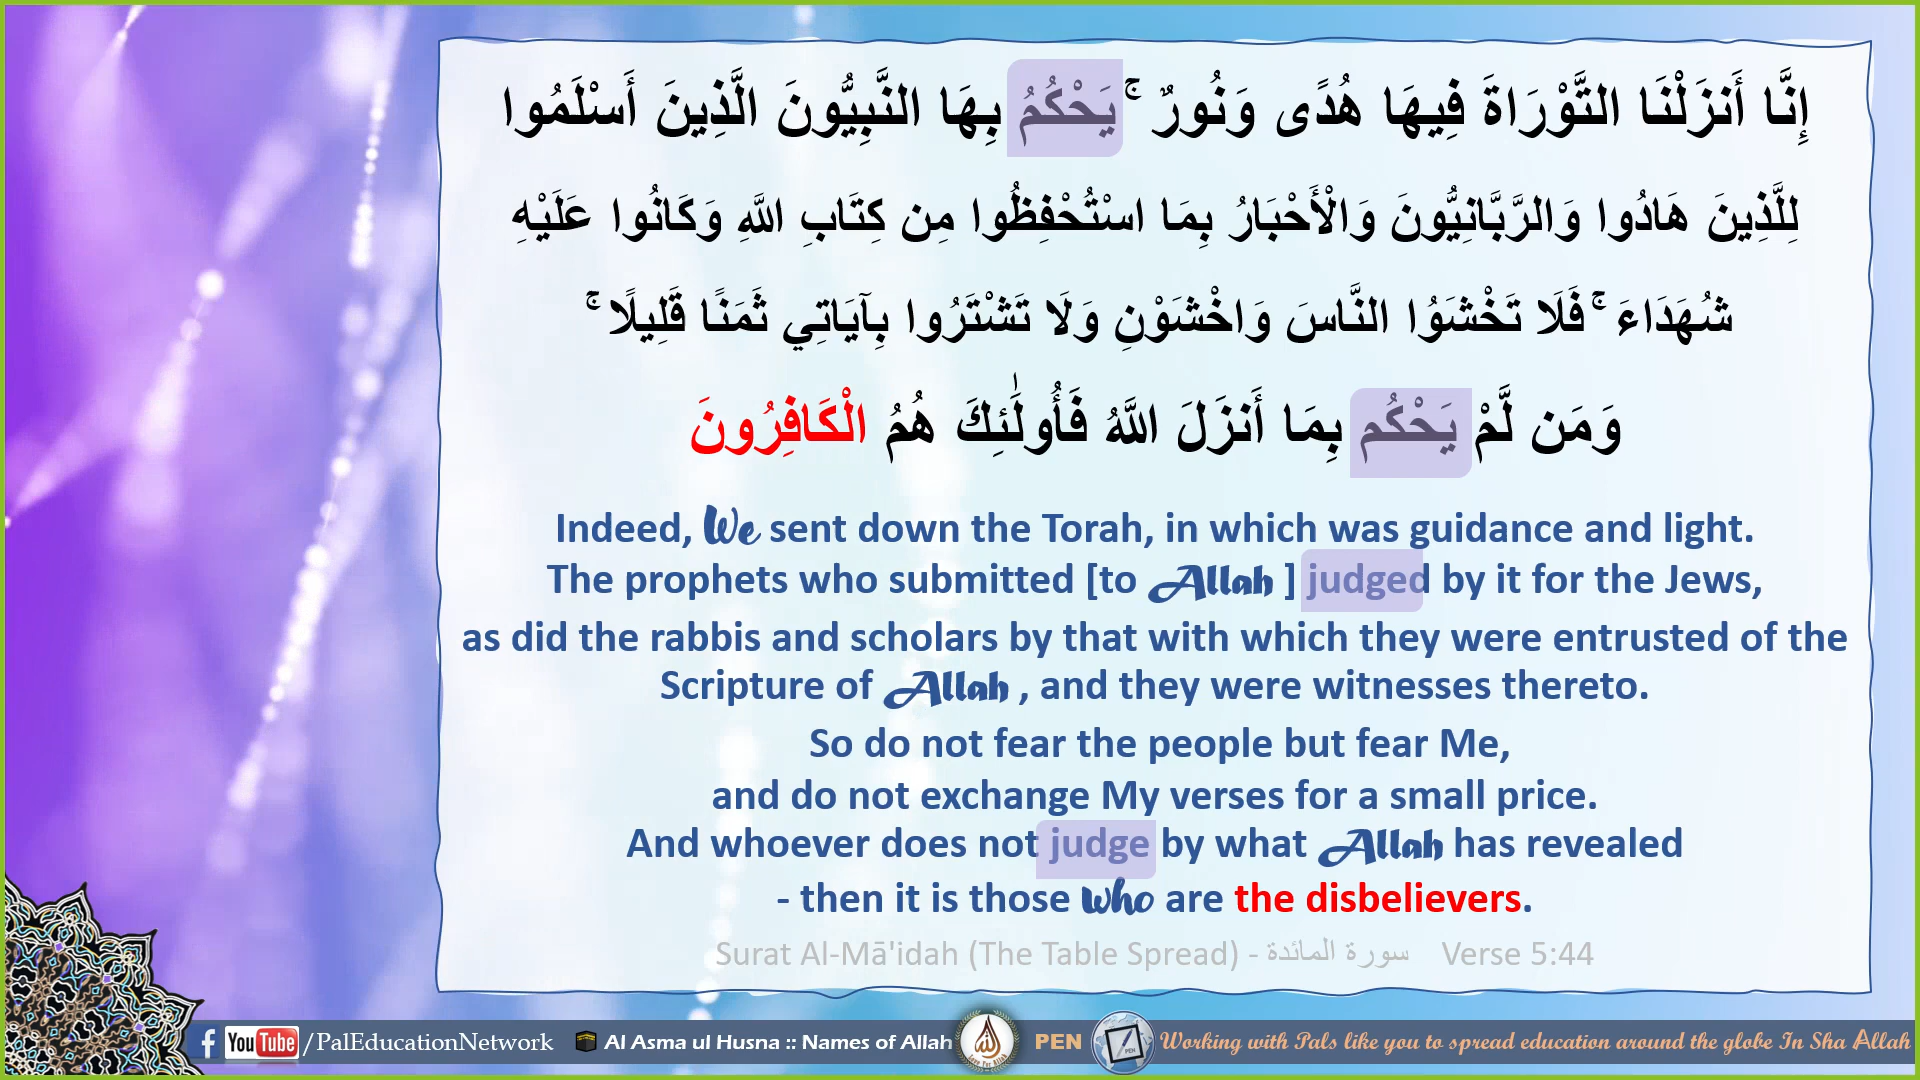 إِنَّا أَنزَلْنَا التَّوْرَاةَ فِيهَا هُدًى وَنُورٌ ۚ يَحْكُمُ بِهَا النَّبِيُّونَ الَّذِينَ أَسْلَمُوا
لِلَّذِينَ هَادُوا وَالرَّبَّانِيُّونَ وَالْأَحْبَارُ بِمَا اسْتُحْفِظُوا مِن كِتَابِ اللَّهِ وَكَانُوا عَلَيْهِ
شُهَدَاءَ ۚ فَلَا تَخْشَوُا النَّاسَ وَاخْشَوْنِ وَلَا تَشْتَرُوا بِآيَاتِي ثَمَنًا قَلِيلًا ۚ
وَمَن لَّمْ يَحْكُم بِمَا أَنزَلَ اللَّهُ فَأُولَٰئِكَ هُمُ الْكَافِرُونَ
Indeed, We sent down the Torah, in which was guidance and light.
The prophets who submitted [to Allah ] judged by it for the Jews,
as did the rabbis and scholars by that with which they were entrusted of the
Scripture of Allah , and they were witnesses thereto.
So do not fear the people but fear Me,
and do not exchange My verses for a small price.
And whoever does not judge by what Allah has revealed
- then it is those who are the disbelievers.
Surat Al-Mā'idah (The Table Spread) - سورة المائدة Verse 5:44
f YouTube /PalEducationNetwork Al Asma ul Husna :: Names of Allah PEN Working with Pals like you to spread education around the globe In Sha Allah